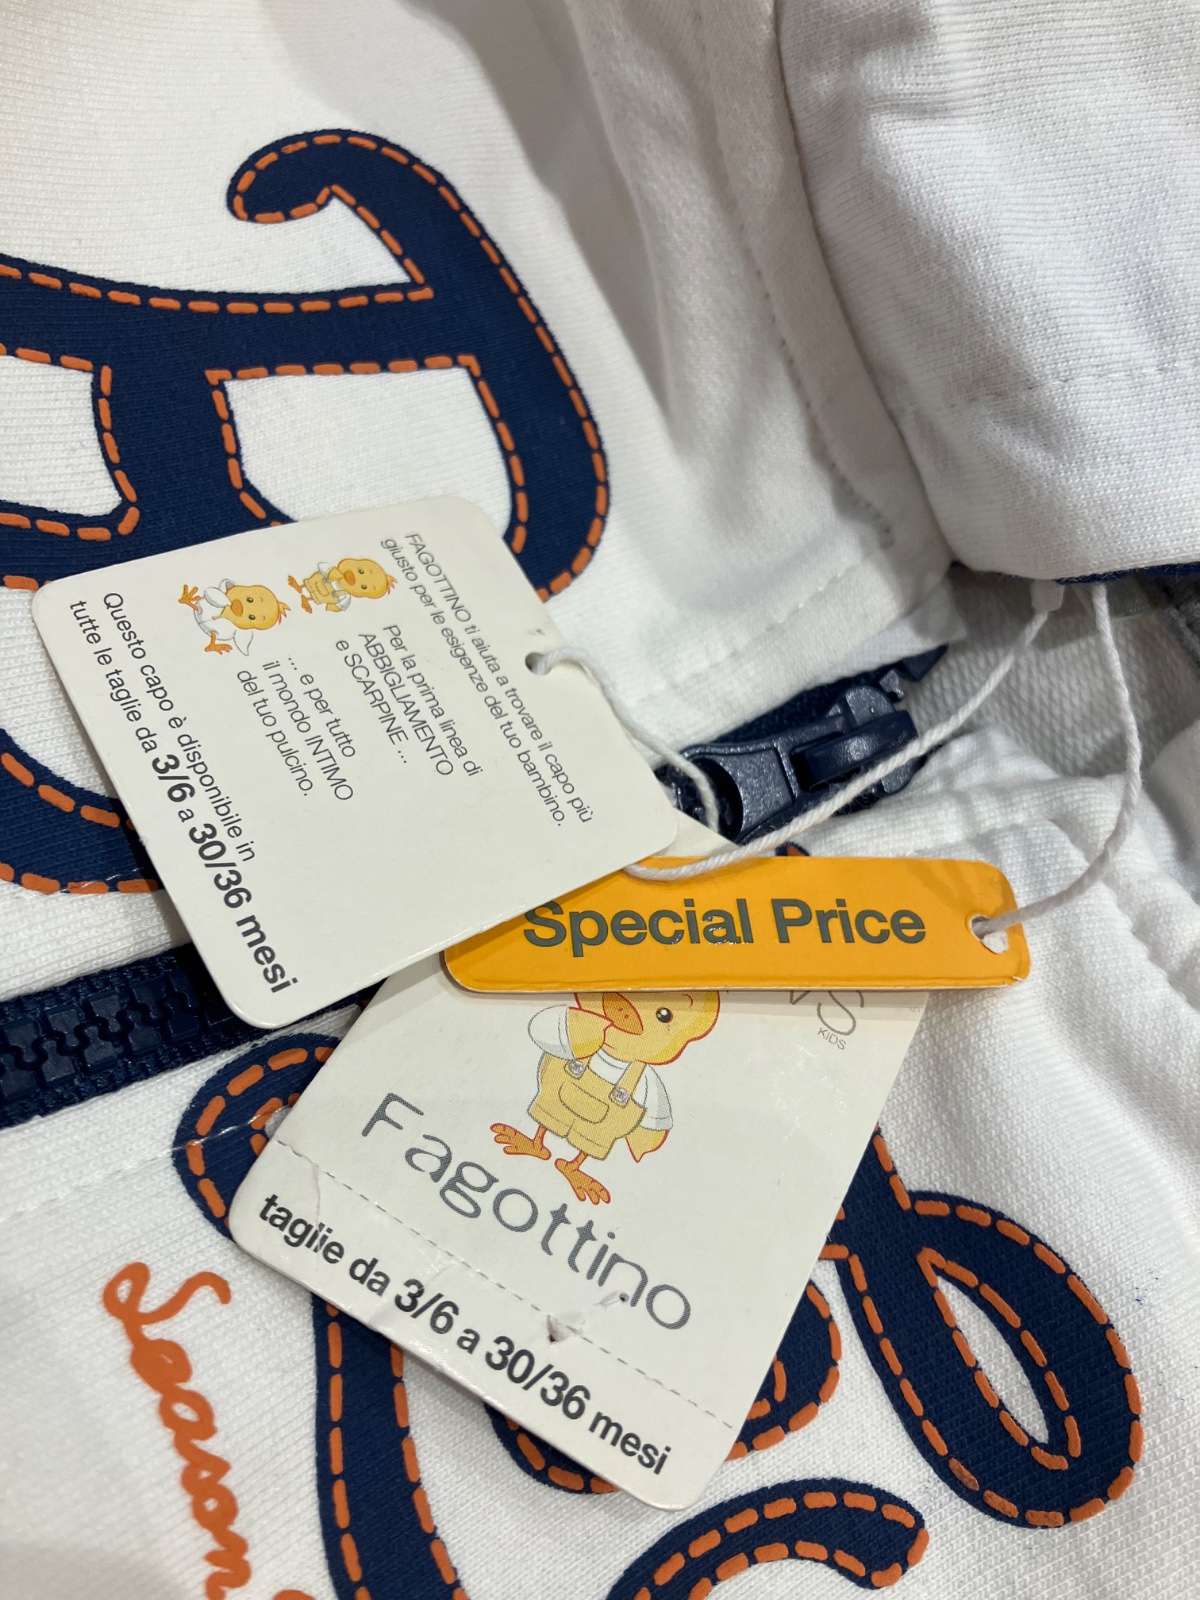 FAGOTTINO ti aiuta a trovare il capo più
giusto per le esigenze del tuo bambino.
Per la prima linea di
ABBIGLIAMENTO
e SCARPINE ...
... e per tutto
il mondo INTIMO
del tuo pulcino.
Questo capo è disponibile in
tutte le taglie da 3/6 a 30/36 mesi
Special Price
KIDS
Fagottino
taglie da 3/6 a 30/36 mesi
Season